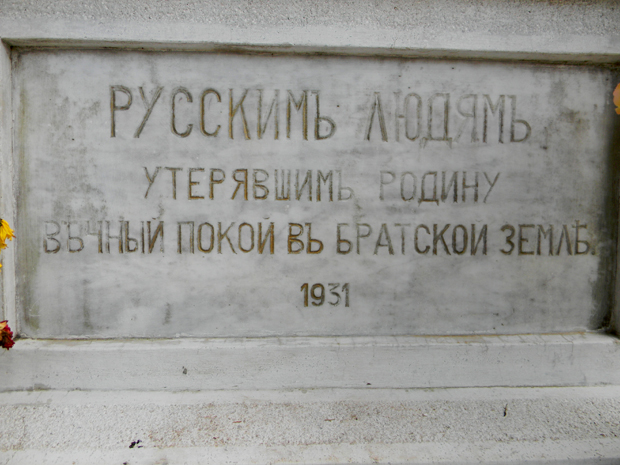 РУССКИМЪ ЛЮДЯМЪ
УТЕРЯВШИМЪ РОДИНУ
ВѢЧНЫЙ ПОКОЙ ВЪ БРАТСКОЙ ЗЕМЛѢ.
1931